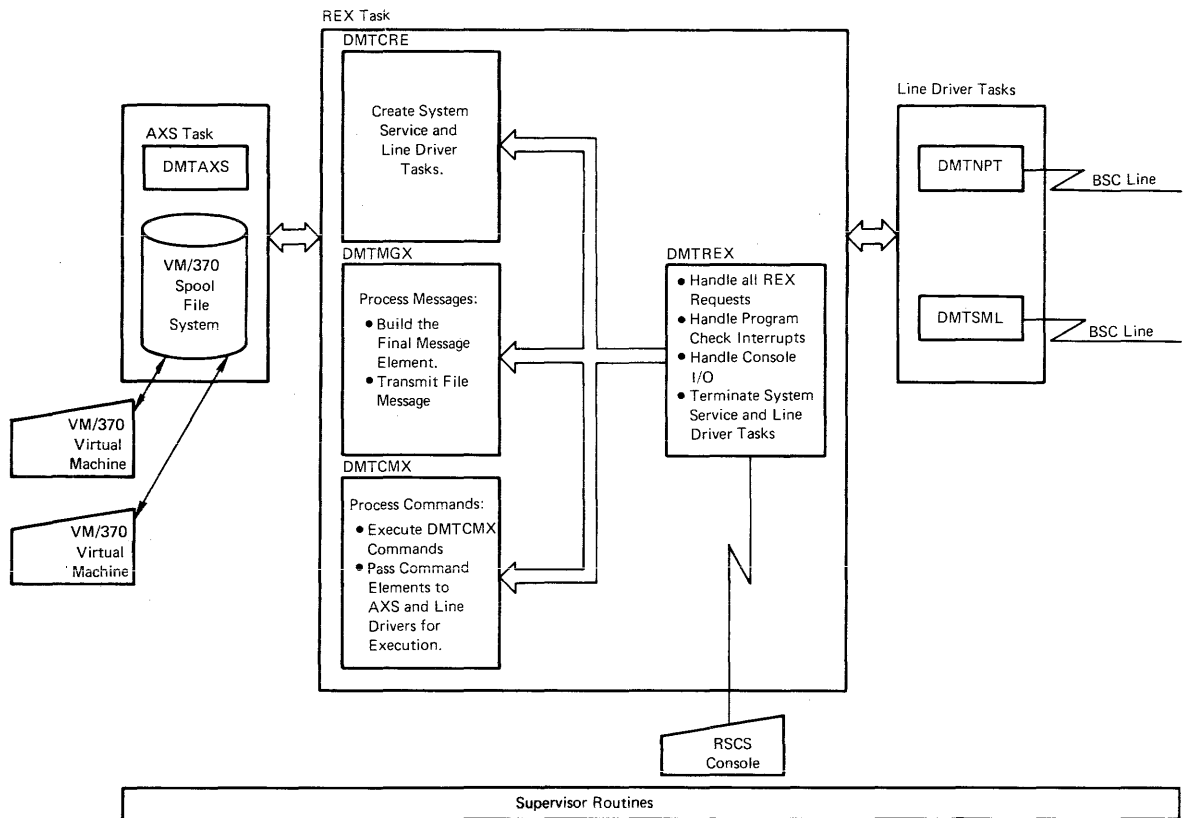 REX Task
DMTCRE
Create System
Service and
Line Driver
Tasks.
AXS Task
DMTAXS
VM/370
Spool
File
System
VM/370
Virtual
Machine
VM/370
Virtual
Machine
DMTMGX
Process Messages:
● Build the
Final Message
Element.
● Transmit File
Message
DMTCMX
Process Commands:
● Execute DMTCMX
Commands
● Pass Command
Elements to
AXS and Line
Drivers for
Execution.
DMTREX
● Handle all REX
Requests
● Handle Program
Check Interrupts
● Handle Console
I/O
● Terminate System
Service and Line
Driver Tasks
RSCS
Console
Line Driver Tasks
DMTNPT
BSC Line
DMTSML
BSC Line
Supervisor Routines